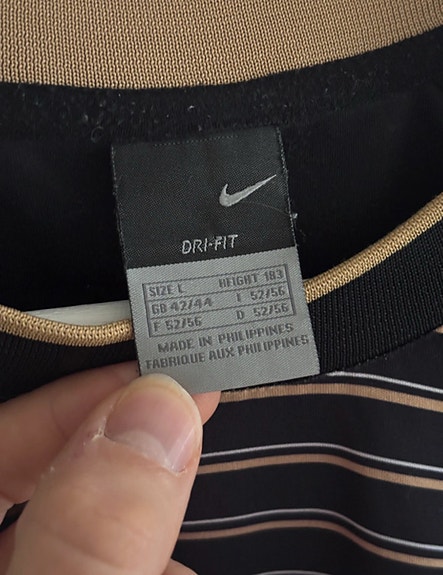 DRI-FIT
SIZE L HEIGHT 183
GB 42/44 I 52/56
F 52/56 D 52/56
MADE IN PHILIPPINES
FABRIQUE AUX PHILIPPINES